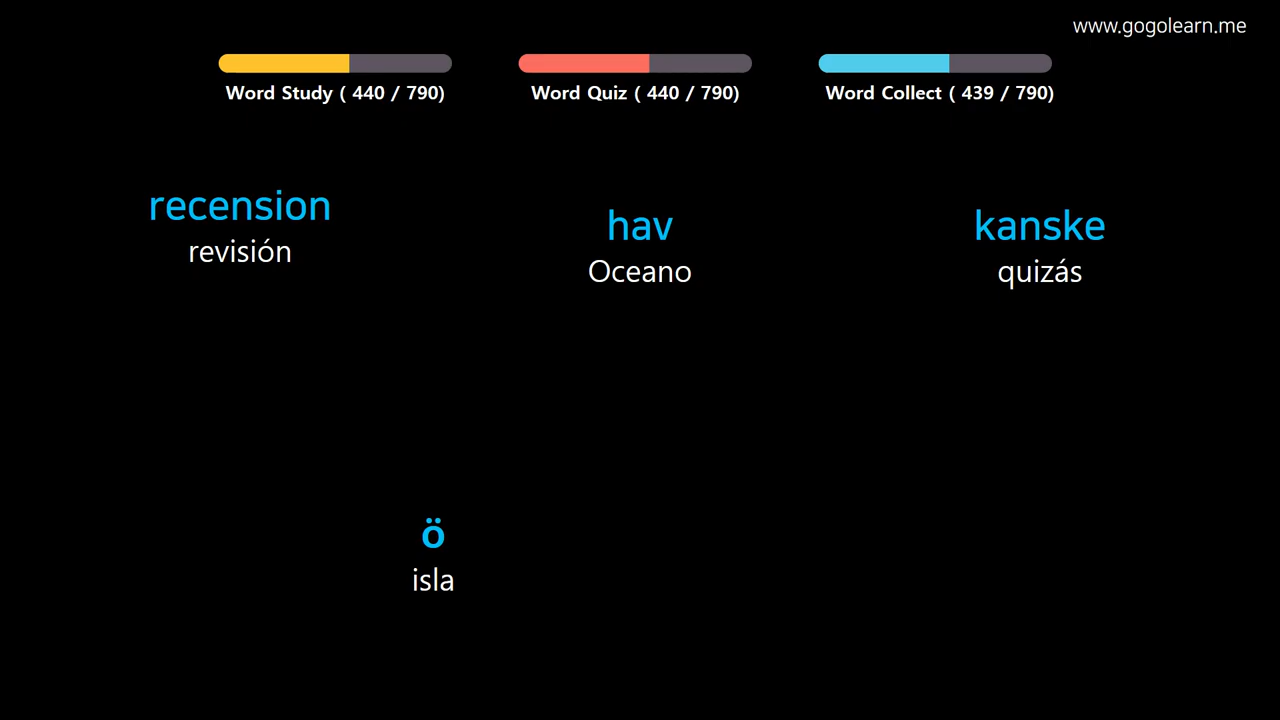 www.gogolearn.me
Word Study ( 440 / 790)
Word Quiz ( 440 / 790)
Word Collect ( 439 / 790)
recension
revisión
hav
Oceano
kanske
quizás
ö
isla